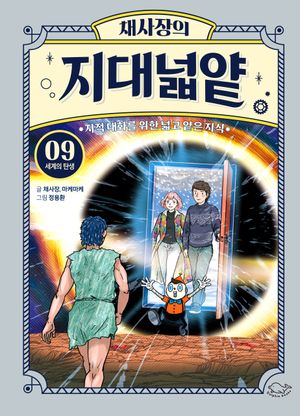 채사장의
지대넓얕
지적 대화를 위한 넓고 얕은 지식
09
세계의 탄생
글 채사장, 마케마케
그림 정용환